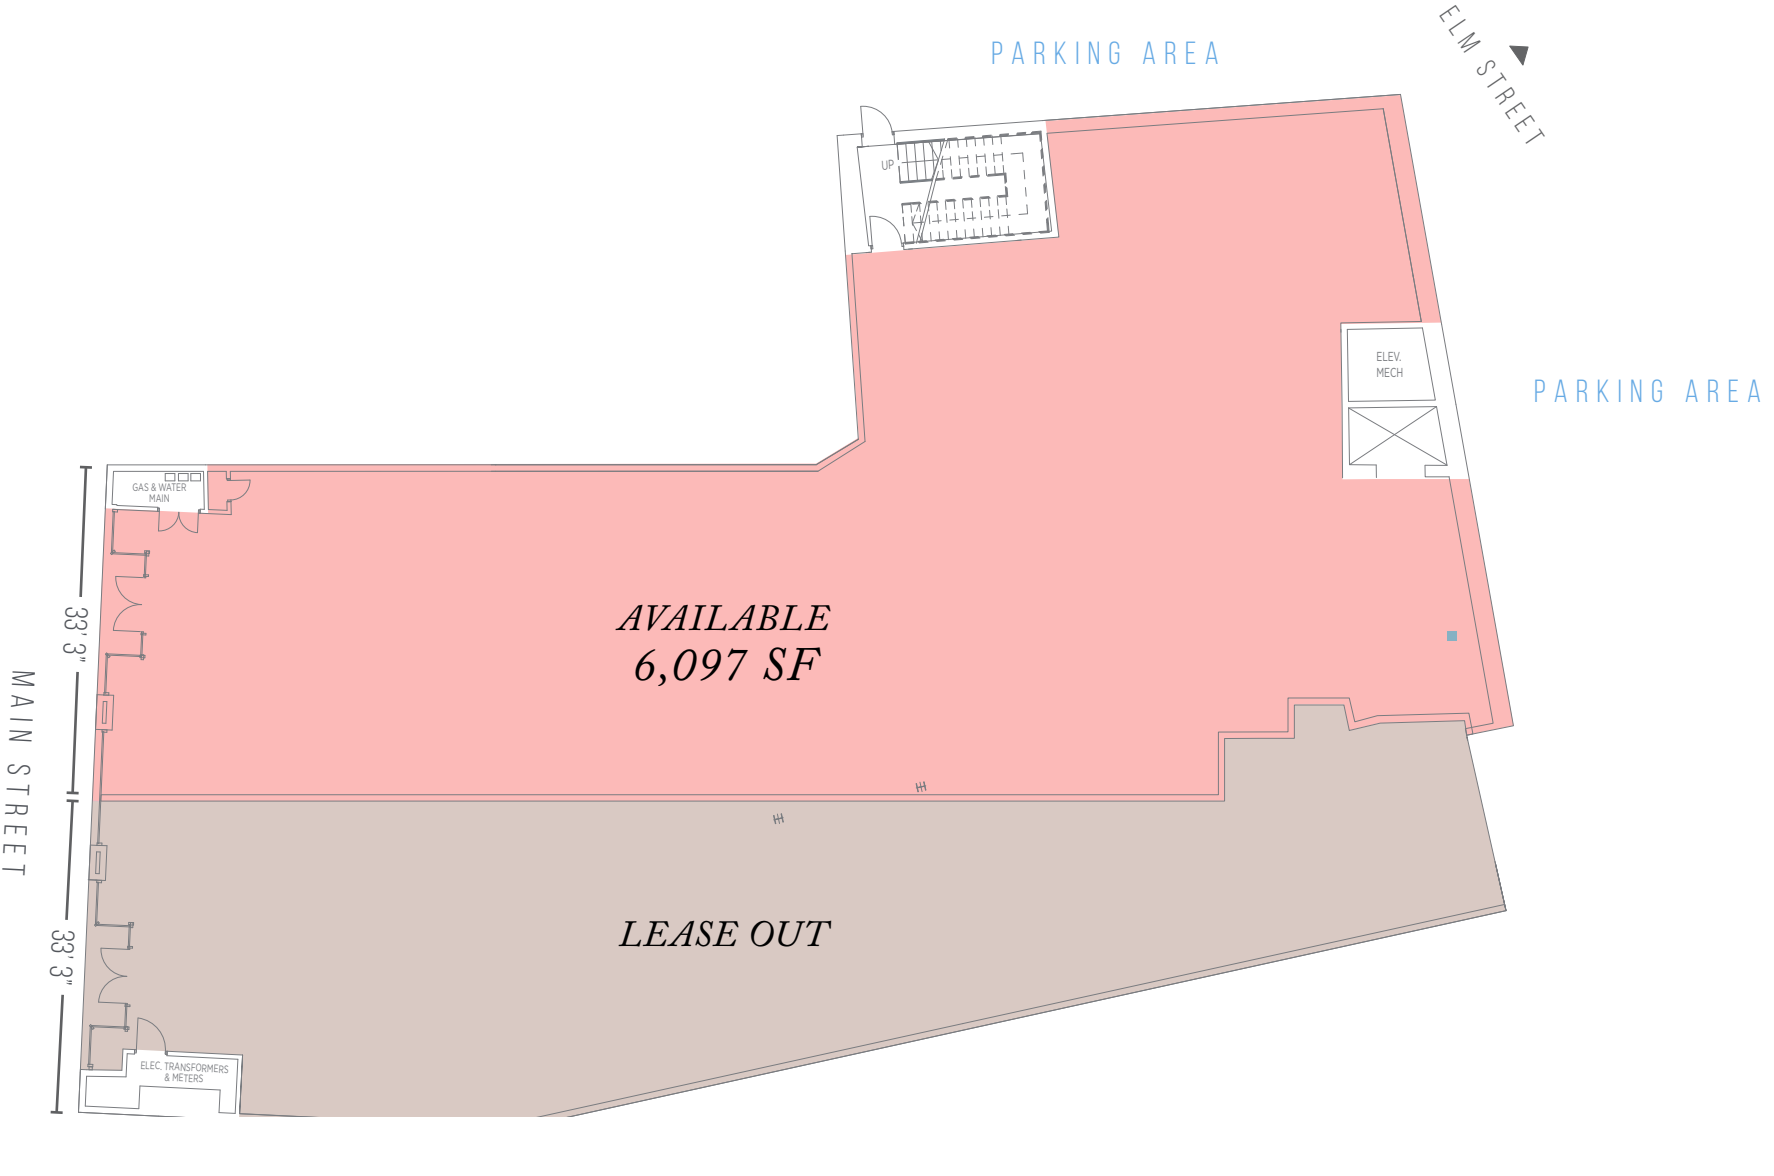 PARKING AREA
ELM STREET
UP
ELEV.
MECH
PARKING AREA
GAS & WATER
MAIN
33' 3"
AVAILABLE
6,097 SF
MAIN STREET
LEASE OUT
33' 3"
ELEC. TRANSFORMERS
& METERS